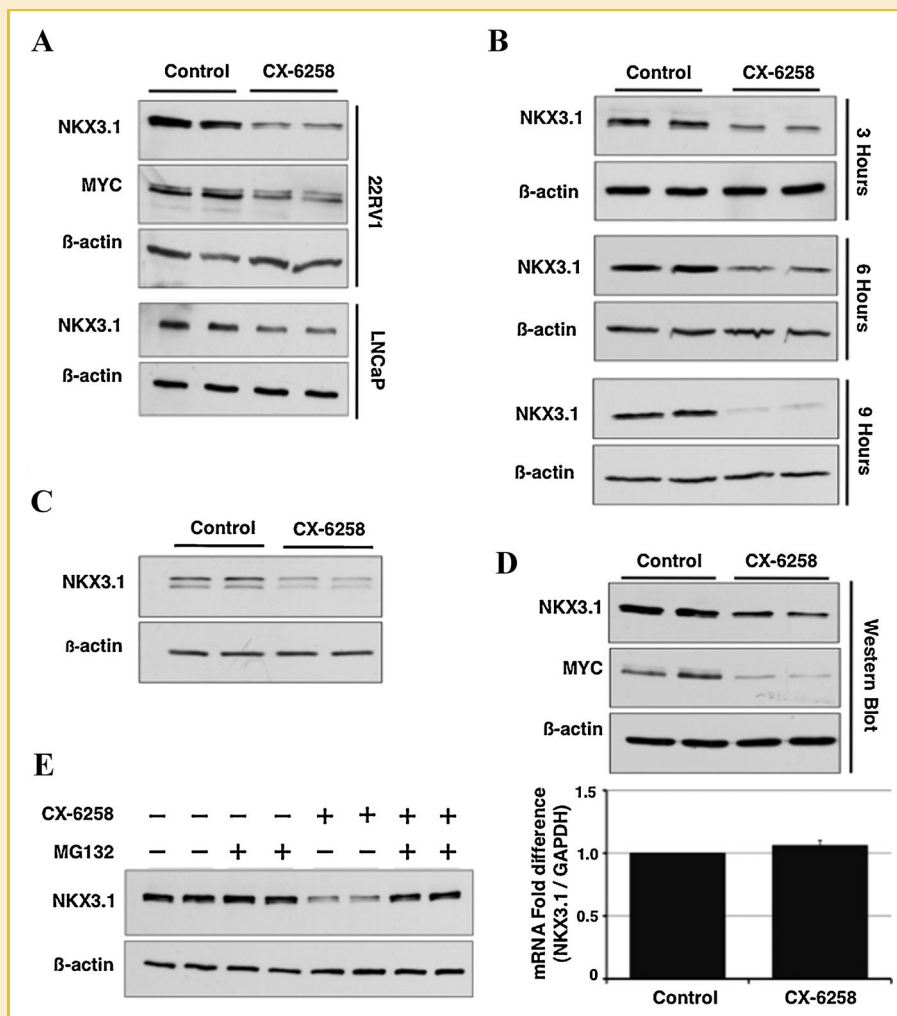 A
Control CX-6258
NKX3.1
MYC
ß-actin
22RV1
NKX3.1
ß-actin
LNCaP
B
Control CX-6258
NKX3.1
ß-actin
3 Hours
NKX3.1
ß-actin
6 Hours
NKX3.1
ß-actin
9 Hours
C
Control CX-6258
NKX3.1
ß-actin
D
Control CX-6258
NKX3.1
MYC
ß-actin
Western Blot
mRNA Fold difference
(NKX3.1 / GAPDH)
1.5
1.0
0.5
0
Control CX-6258
E
CX-6258 − − − − + + + +
MG132 − − + + − − + +
NKX3.1
ß-actin